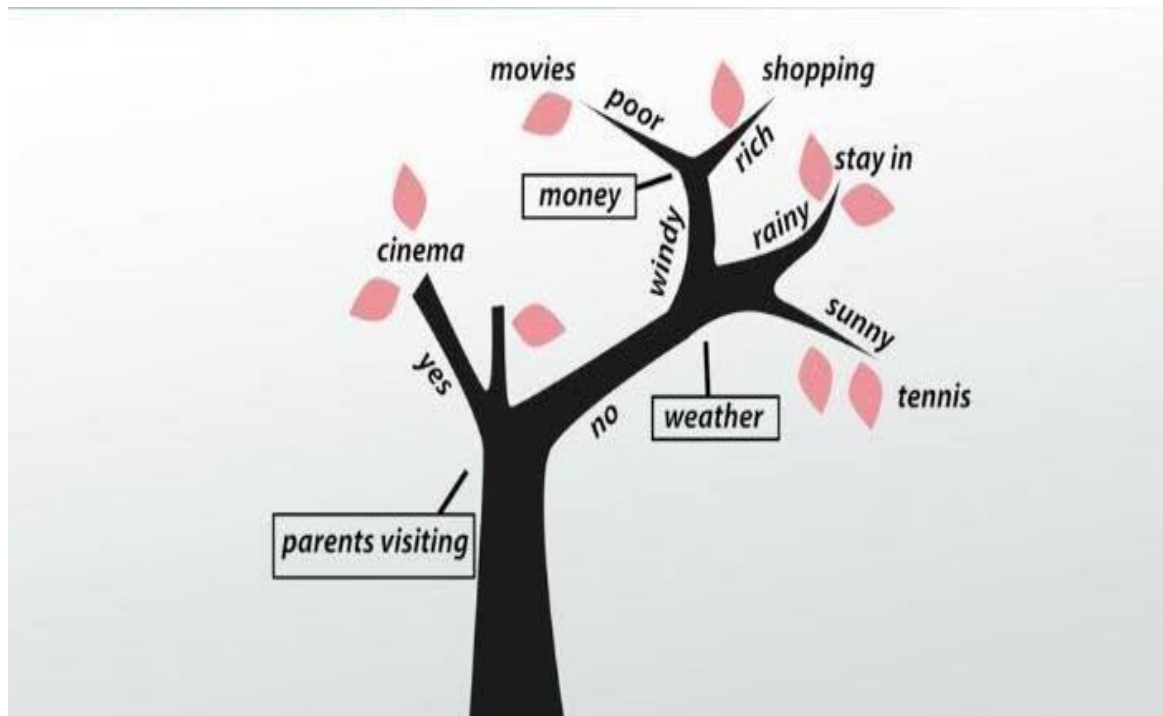 movies
shopping
poor
rich
stay in
money
rainy
windy
cinema
sunny
yes
tennis
no
weather
parents visiting